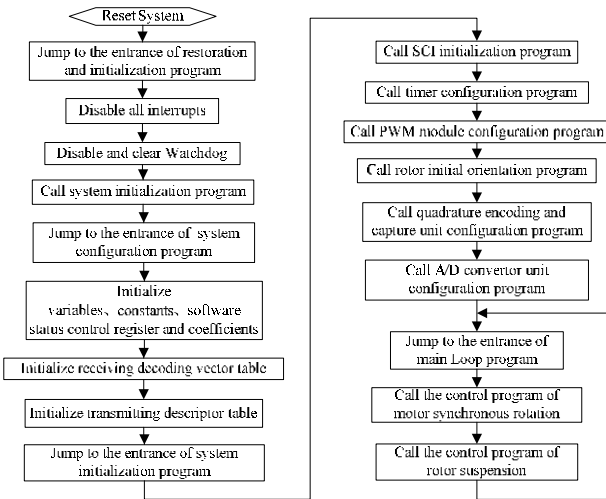 Reset System
Jump to the entrance of restoration
and initialization program
Disable all interrupts
Disable and clear Watchdog
Call system initialization program
Jump to the entrance of system
configuration program
Initialize
variables、constants、software
status control register and coefficients
Initialize receiving decoding vector table
Initialize transmitting descriptor table
Jump to the entrance of system
initialization program
Call SCI initialization program
Call timer configuration program
Call PWM module configuration program
Call rotor initial orientation program
Call quadrature encoding and
capture unit configuration program
Call A/D convertor unit
configuration program
Jump to the entrance of
main Loop program
Call the control program of
motor synchronous rotation
Call the control program of
rotor suspension